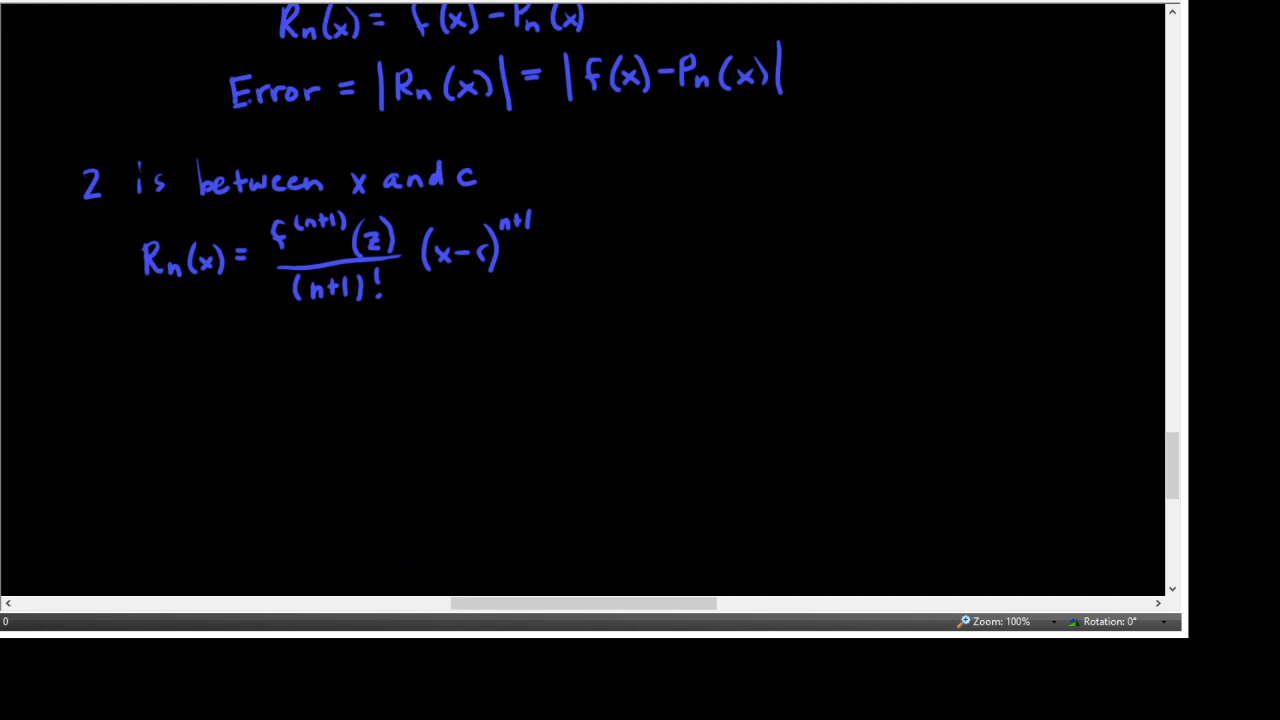 Rn(x) = f(x) - Pn(x)
Error = |Rn(x)| = |f(x) - Pn(x)|
z is between x and c
Rn(x) = f^(n+1)(z) / (n+1)! (x-c)^n+1
0
Zoom: 100%
Rotation: 0°